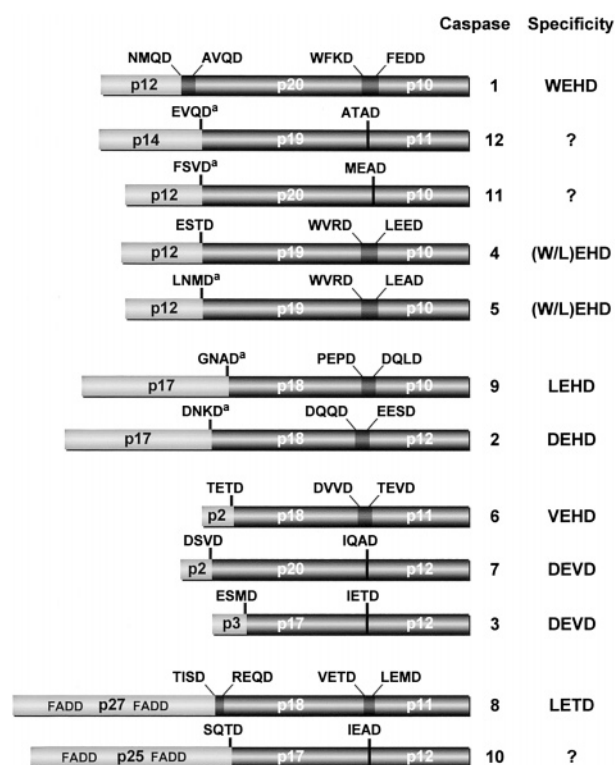 Caspase Specificity
NMQD AVQD WFKD FEDD
p12 p20 p10 1 WEHD
EVQDᵃ ATAD
p14 p19 p11 12 ?
FSVDᵃ MEAD
p12 p20 p10 11 ?
ESTD WVRD LEED
p12 p19 p10 4 (W/L)EHD
LNMDᵃ WVRD LEAD
p12 p19 p10 5 (W/L)EHD
GNADᵃ PEPD DQLD
p17 p18 p10 9 LEHD
DNKDᵃ DQQD EESD
p17 p18 p12 2 DEHD
TETD DVVD TEVD
p2 p18 p11 6 VEHD
DSVD IQAD
p2 p20 p12 7 DEVD
ESMD IETD
p3 p17 p12 3 DEVD
TISD REQD VETD LEMD
FADD p27 FADD p18 p11 8 LETD
SQTD IEAD
FADD p25 FADD p17 p12 10 ?